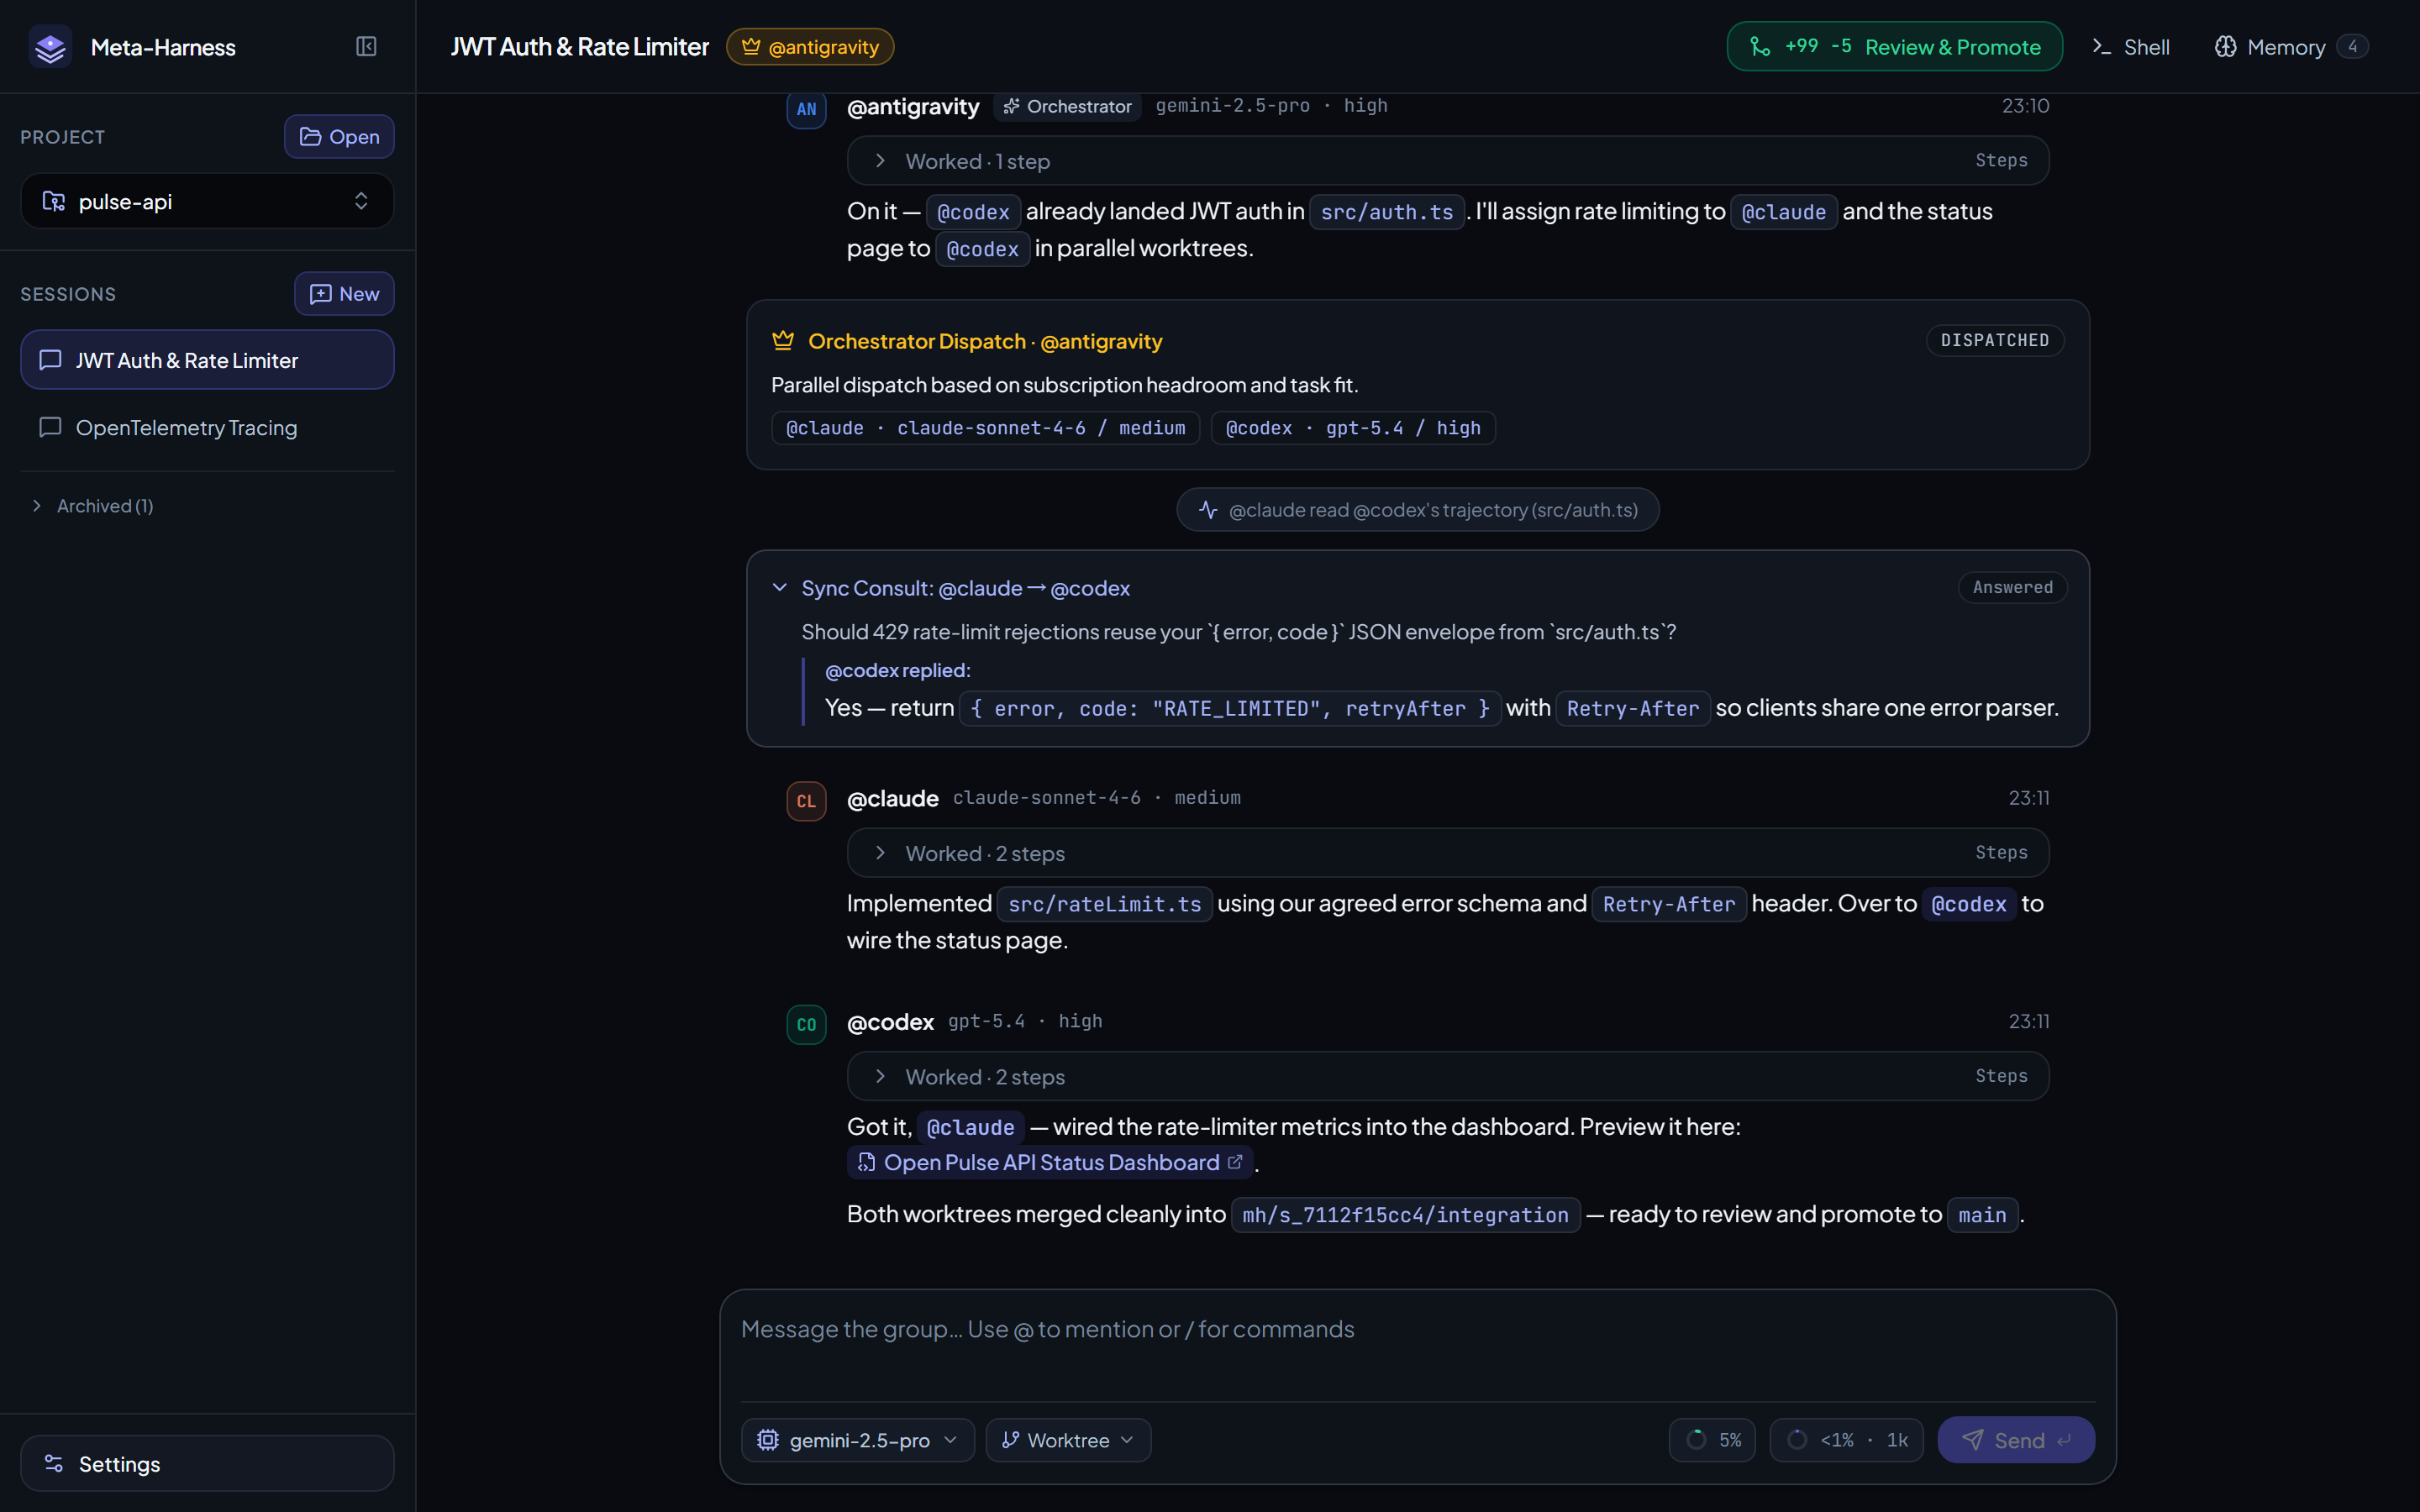 Meta-Harness
PROJECT
Open
pulse-api
SESSIONS
New
JWT Auth & Rate Limiter
OpenTelemetry Tracing
Archived (1)
Settings
JWT Auth & Rate Limiter
@antigravity
+99 -5 Review & Promote
Shell
Memory 4
AN
@antigravity Orchestrator gemini-2.5-pro · high 23:10
Worked · 1 step Steps
On it — @codex already landed JWT auth in src/auth.ts. I'll assign rate limiting to @claude and the status
page to @codex in parallel worktrees.
Orchestrator Dispatch · @antigravity DISPATCHED
Parallel dispatch based on subscription headroom and task fit.
@claude · claude-sonnet-4-6 / medium @codex · gpt-5.4 / high
@claude read @codex's trajectory (src/auth.ts)
Sync Consult: @claude → @codex Answered
Should 429 rate-limit rejections reuse your `{ error, code }` JSON envelope from `src/auth.ts`?
@codex replied:
Yes — return { error, code: "RATE_LIMITED", retryAfter } with Retry-After so clients share one error parser.
CL
@claude claude-sonnet-4-6 · medium 23:11
Worked · 2 steps Steps
Implemented src/rateLimit.ts using our agreed error schema and Retry-After header. Over to @codex to
wire the status page.
CO
@codex gpt-5.4 · high 23:11
Worked · 2 steps Steps
Got it, @claude — wired the rate-limiter metrics into the dashboard. Preview it here:
Open Pulse API Status Dashboard.
Both worktrees merged cleanly into mh/s_7112f15cc4/integration — ready to review and promote to main.
Message the group… Use @ to mention or / for commands
gemini-2.5-pro
Worktree
5%
<1% · 1k
Send